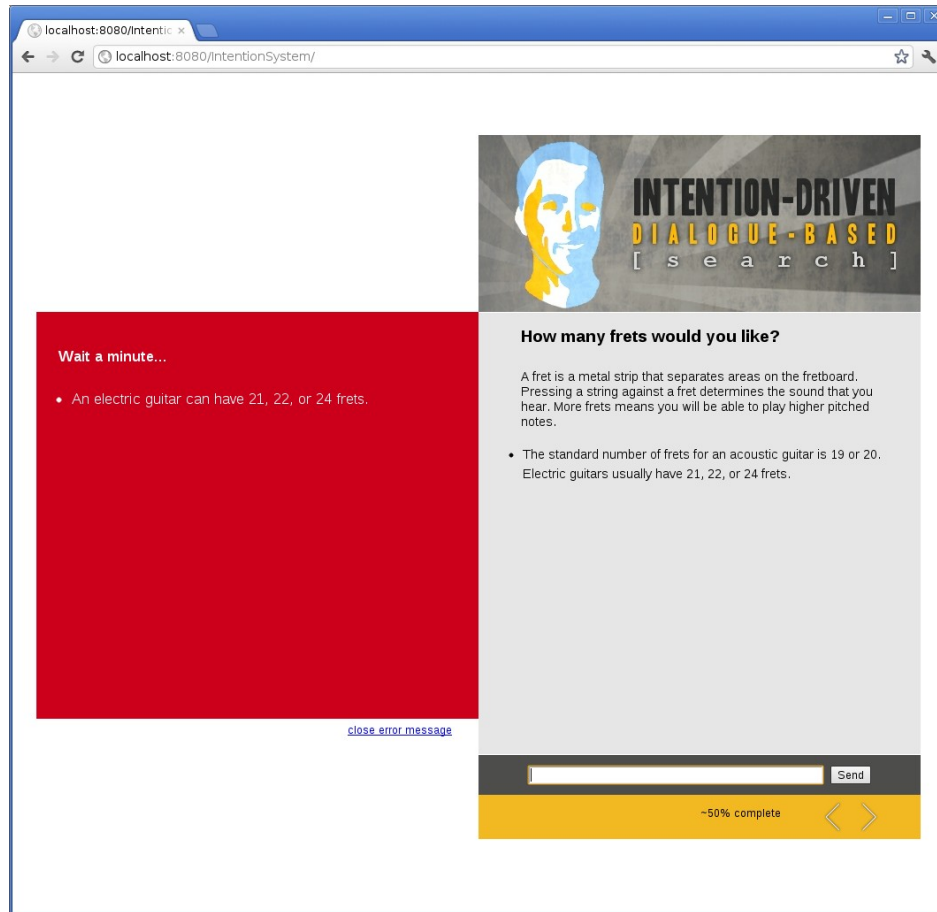 localhost:8080/Intentic
localhost:8080/IntentionSystem/
INTENTION-DRIVEN
DIALOGUE-BASED
[search]
Wait a minute...
• An electric guitar can have 21, 22, or 24 frets.
close error message
How many frets would you like?
A fret is a metal strip that separates areas on the fretboard.
Pressing a string against a fret determines the sound that you
hear. More frets means you will be able to play higher pitched
notes.
• The standard number of frets for an acoustic guitar is 19 or 20.
Electric guitars usually have 21, 22, or 24 frets.
Send
~50% complete